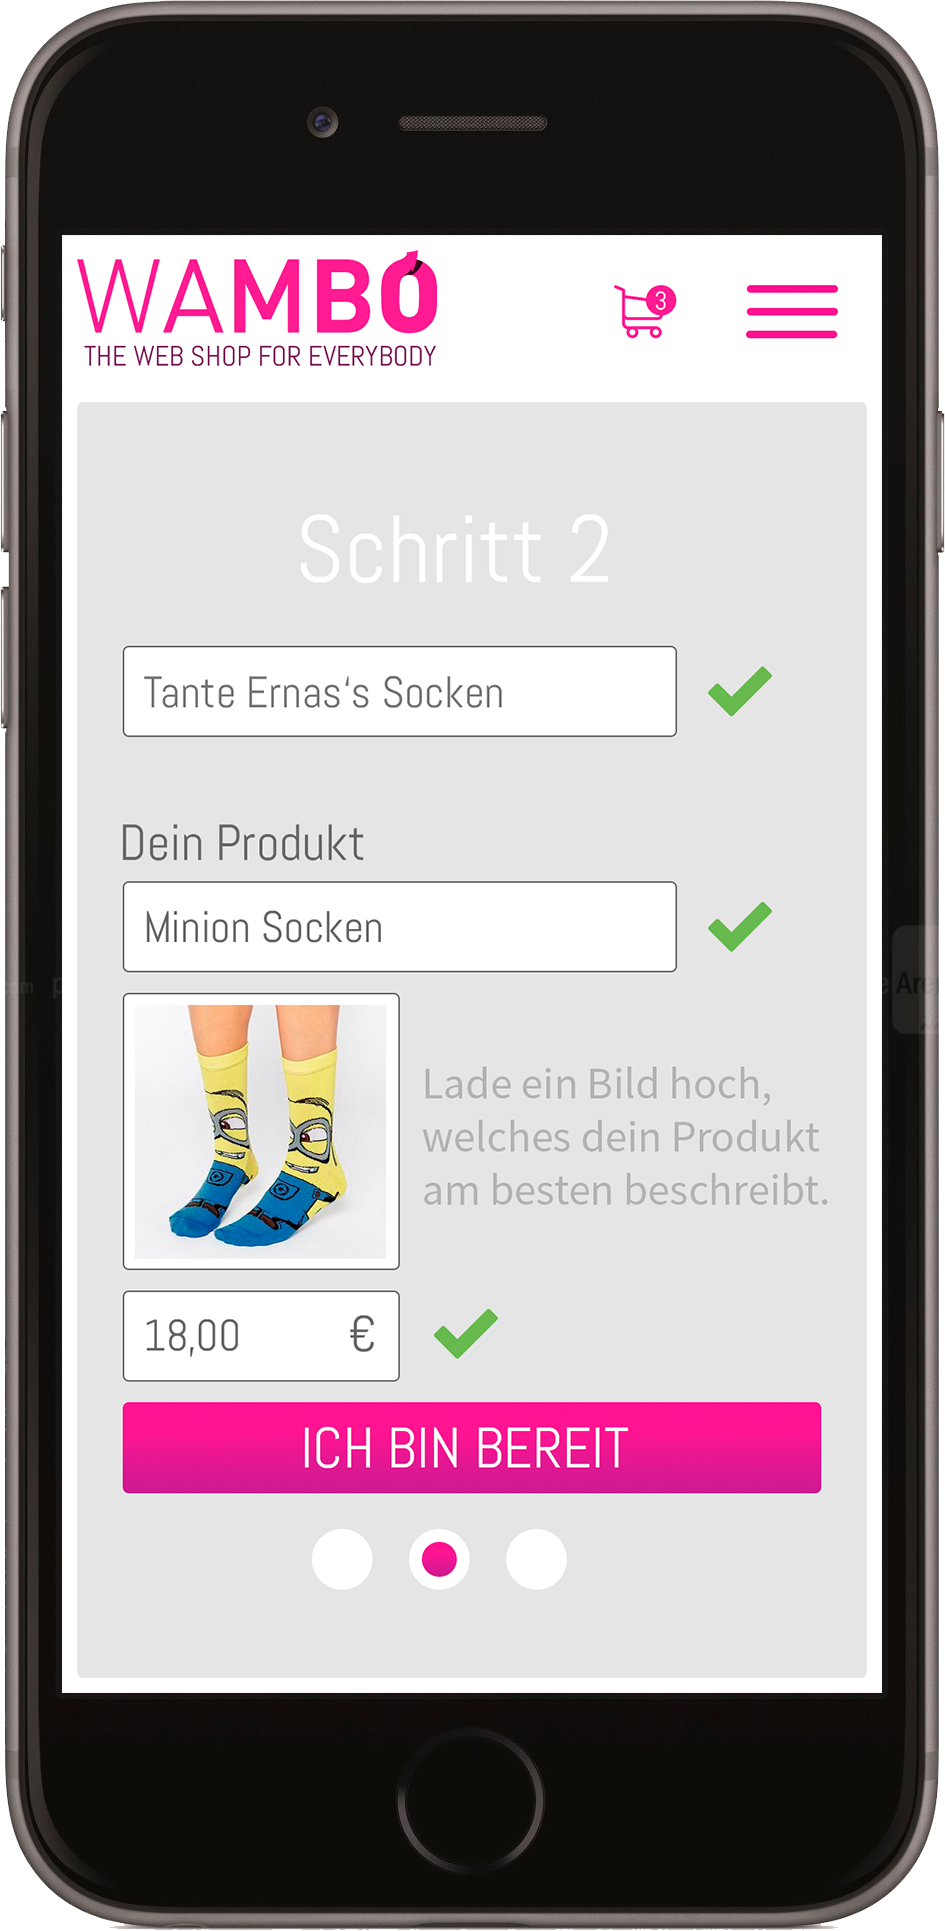 WAMBO
THE WEB SHOP FOR EVERYBODY
3
Schritt 2
Tante Ernas‘s Socken
Dein Produkt
Minion Socken
Lade ein Bild hoch,
welches dein Produkt
am besten beschreibt.
18,00 €
ICH BIN BEREIT